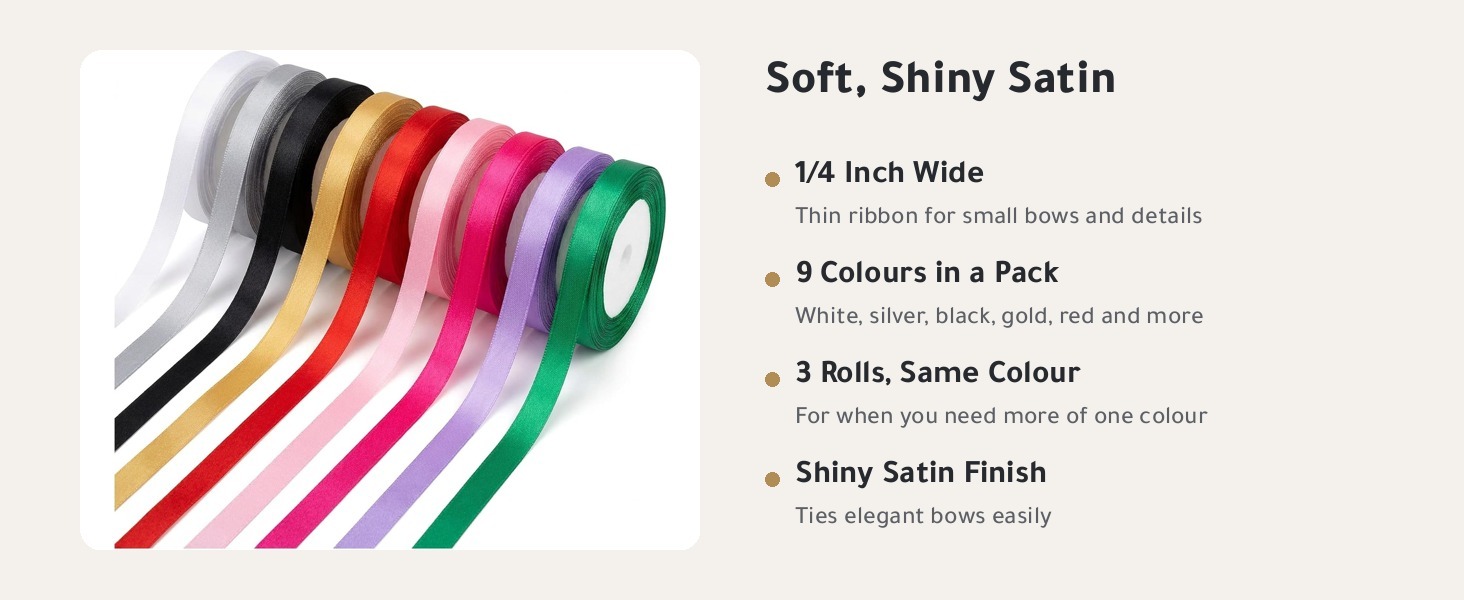 Soft, Shiny Satin
1/4 Inch Wide
Thin ribbon for small bows and details
9 Colours in a Pack
White, silver, black, gold, red and more
3 Rolls, Same Colour
For when you need more of one colour
Shiny Satin Finish
Ties elegant bows easily